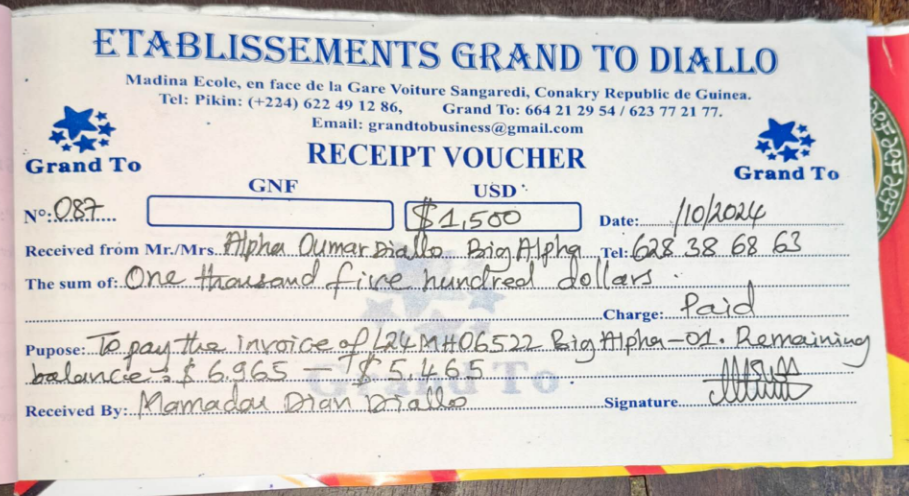 ETABLISSEMENTS GRAND TO DIALLO
Madina Ecole, en face de la Gare Voiture Sangaredi, Conakry Republic de Guinea.
Tel: Pikin: (+224) 622 49 12 86, Grand To: 664 21 29 54 / 623 77 21 77.
Email: grandtobusiness@gmail.com
Grand To RECEIPT VOUCHER Grand To
GNF USD
N°: 087 $1,500 Date: /10/2024
Received from Mr./Mrs. Alpha Oumar Diallo Big Alpha Tel: 628 38 68 63
The sum of: One thousand five hundred dollars.
Charge: Paid
Pupose: To pay the invoice of L24MH06522 Big Alpha-01. Remaining
balance: $6,965 - $5,465
Grand To
Received By: Mamadou Dian Diallo Signature